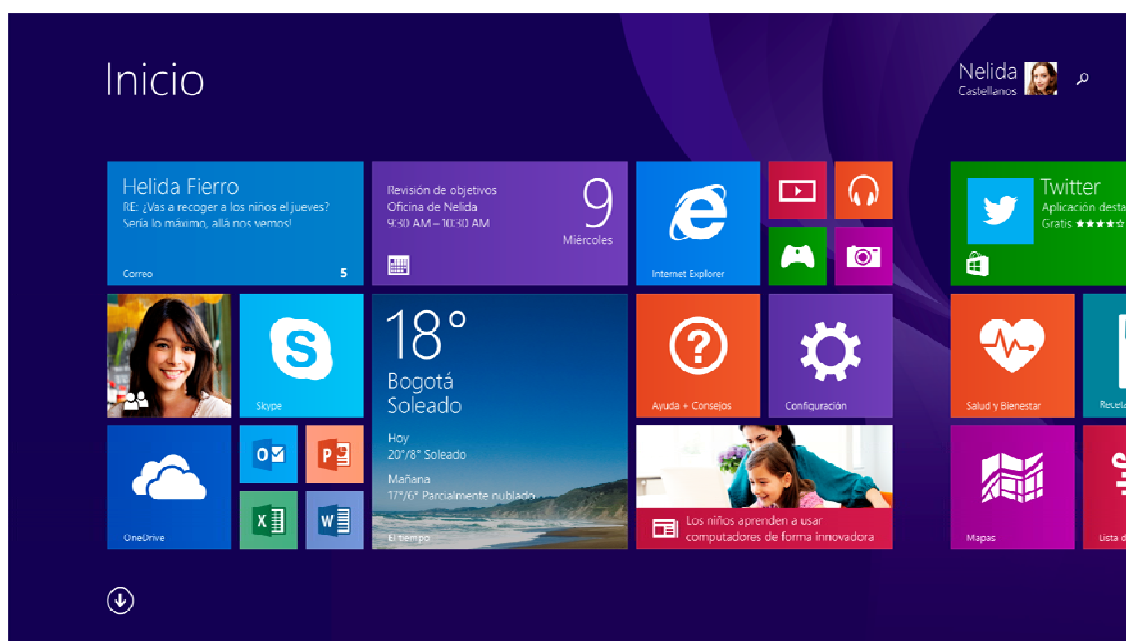 Inicio
Nelida
Castellanos
Helida Fierro
RE: ¿Vas a recoger a los niños el jueves?
Sería lo máximo, allá nos vemos!
Correo
5
Revisión de objetivos
Oficina de Nelida
9:30 AM – 10:30 AM
9
Miércoles
Internet Explorer
Twitter
Aplicación desta
Gratis ★★★★☆
Skype
18°
Bogotá
Soleado
Hoy
20°/8° Soleado
Mañana
17°/6° Parcialmente nublado
El tiempo
Ayuda + Consejos
Configuración
Salud y Bienestar
Receta
OneDrive
O
P
X
W
Los niños aprenden a usar
computadores de forma innovadora
Mapas
Lista d